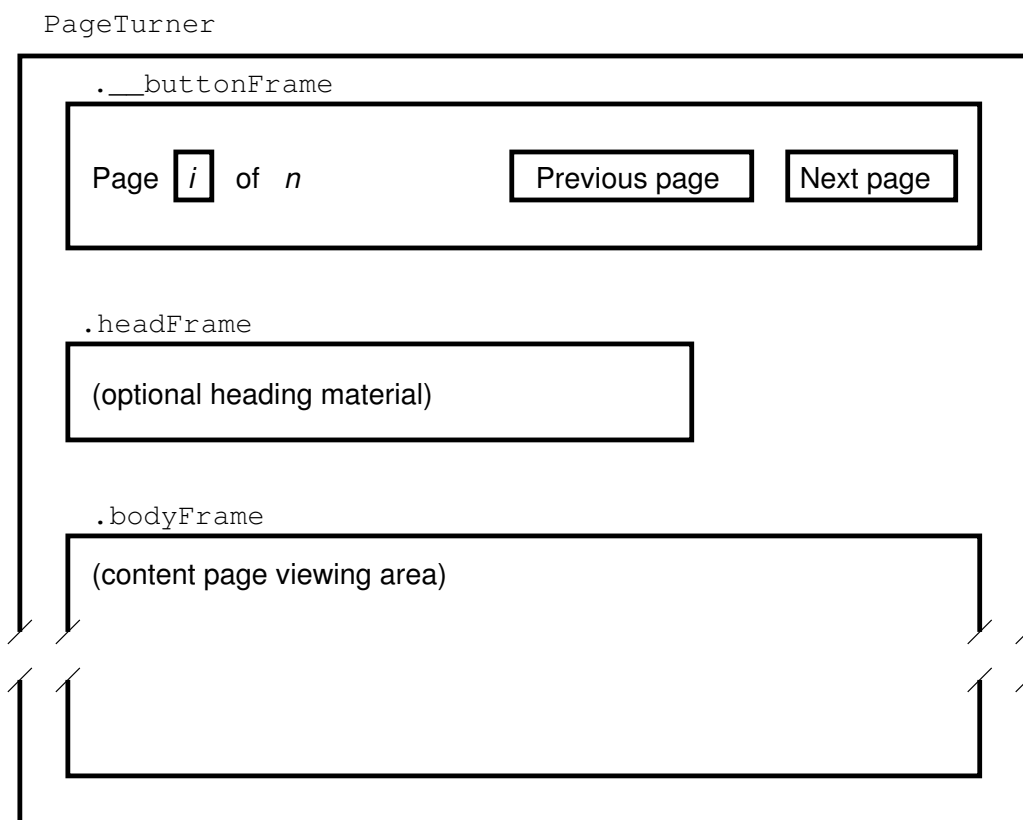 PageTurner
.__buttonFrame
Page i of n Previous page Next page
.headFrame
(optional heading material)
.bodyFrame
(content page viewing area)